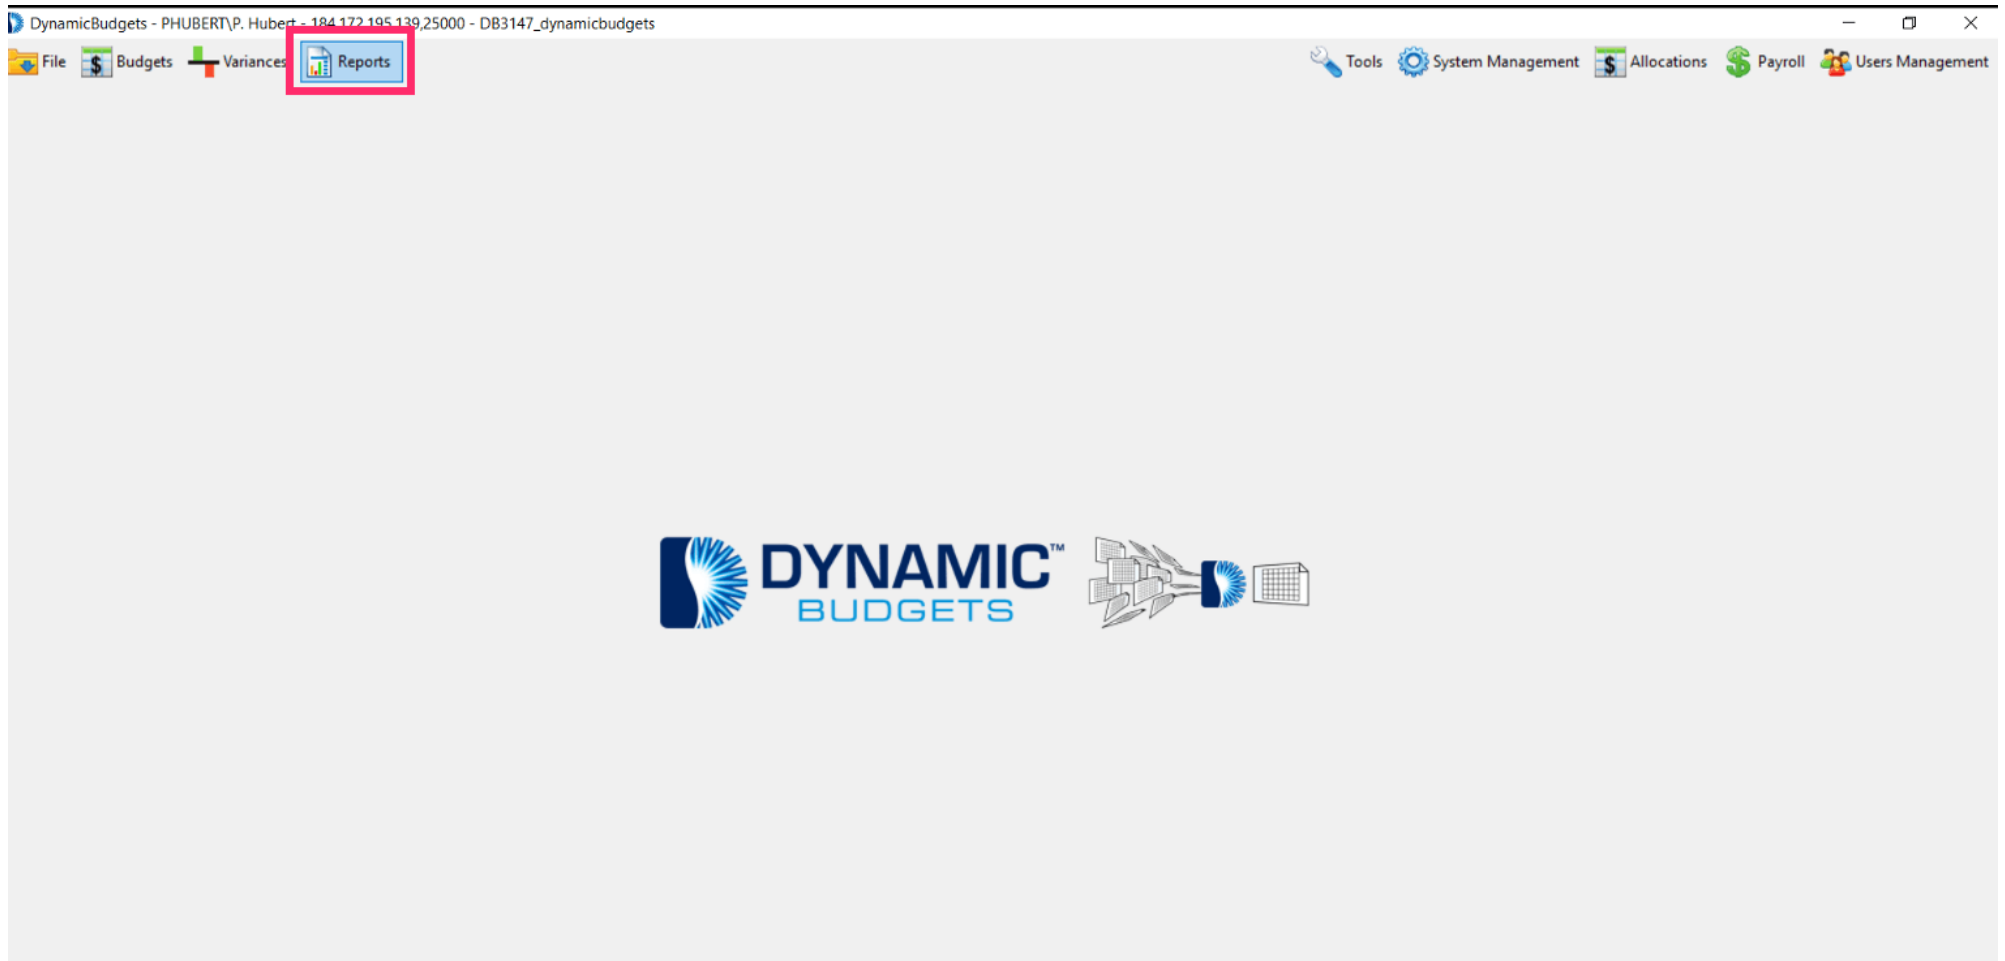 DynamicBudgets - PHUBERT\P. Hubert - 184.172.195.139,25000 - DB3147_dynamicbudgets
File Budgets Variances Reports Tools System Management Allocations Payroll Users Management
DYNAMIC™
BUDGETS